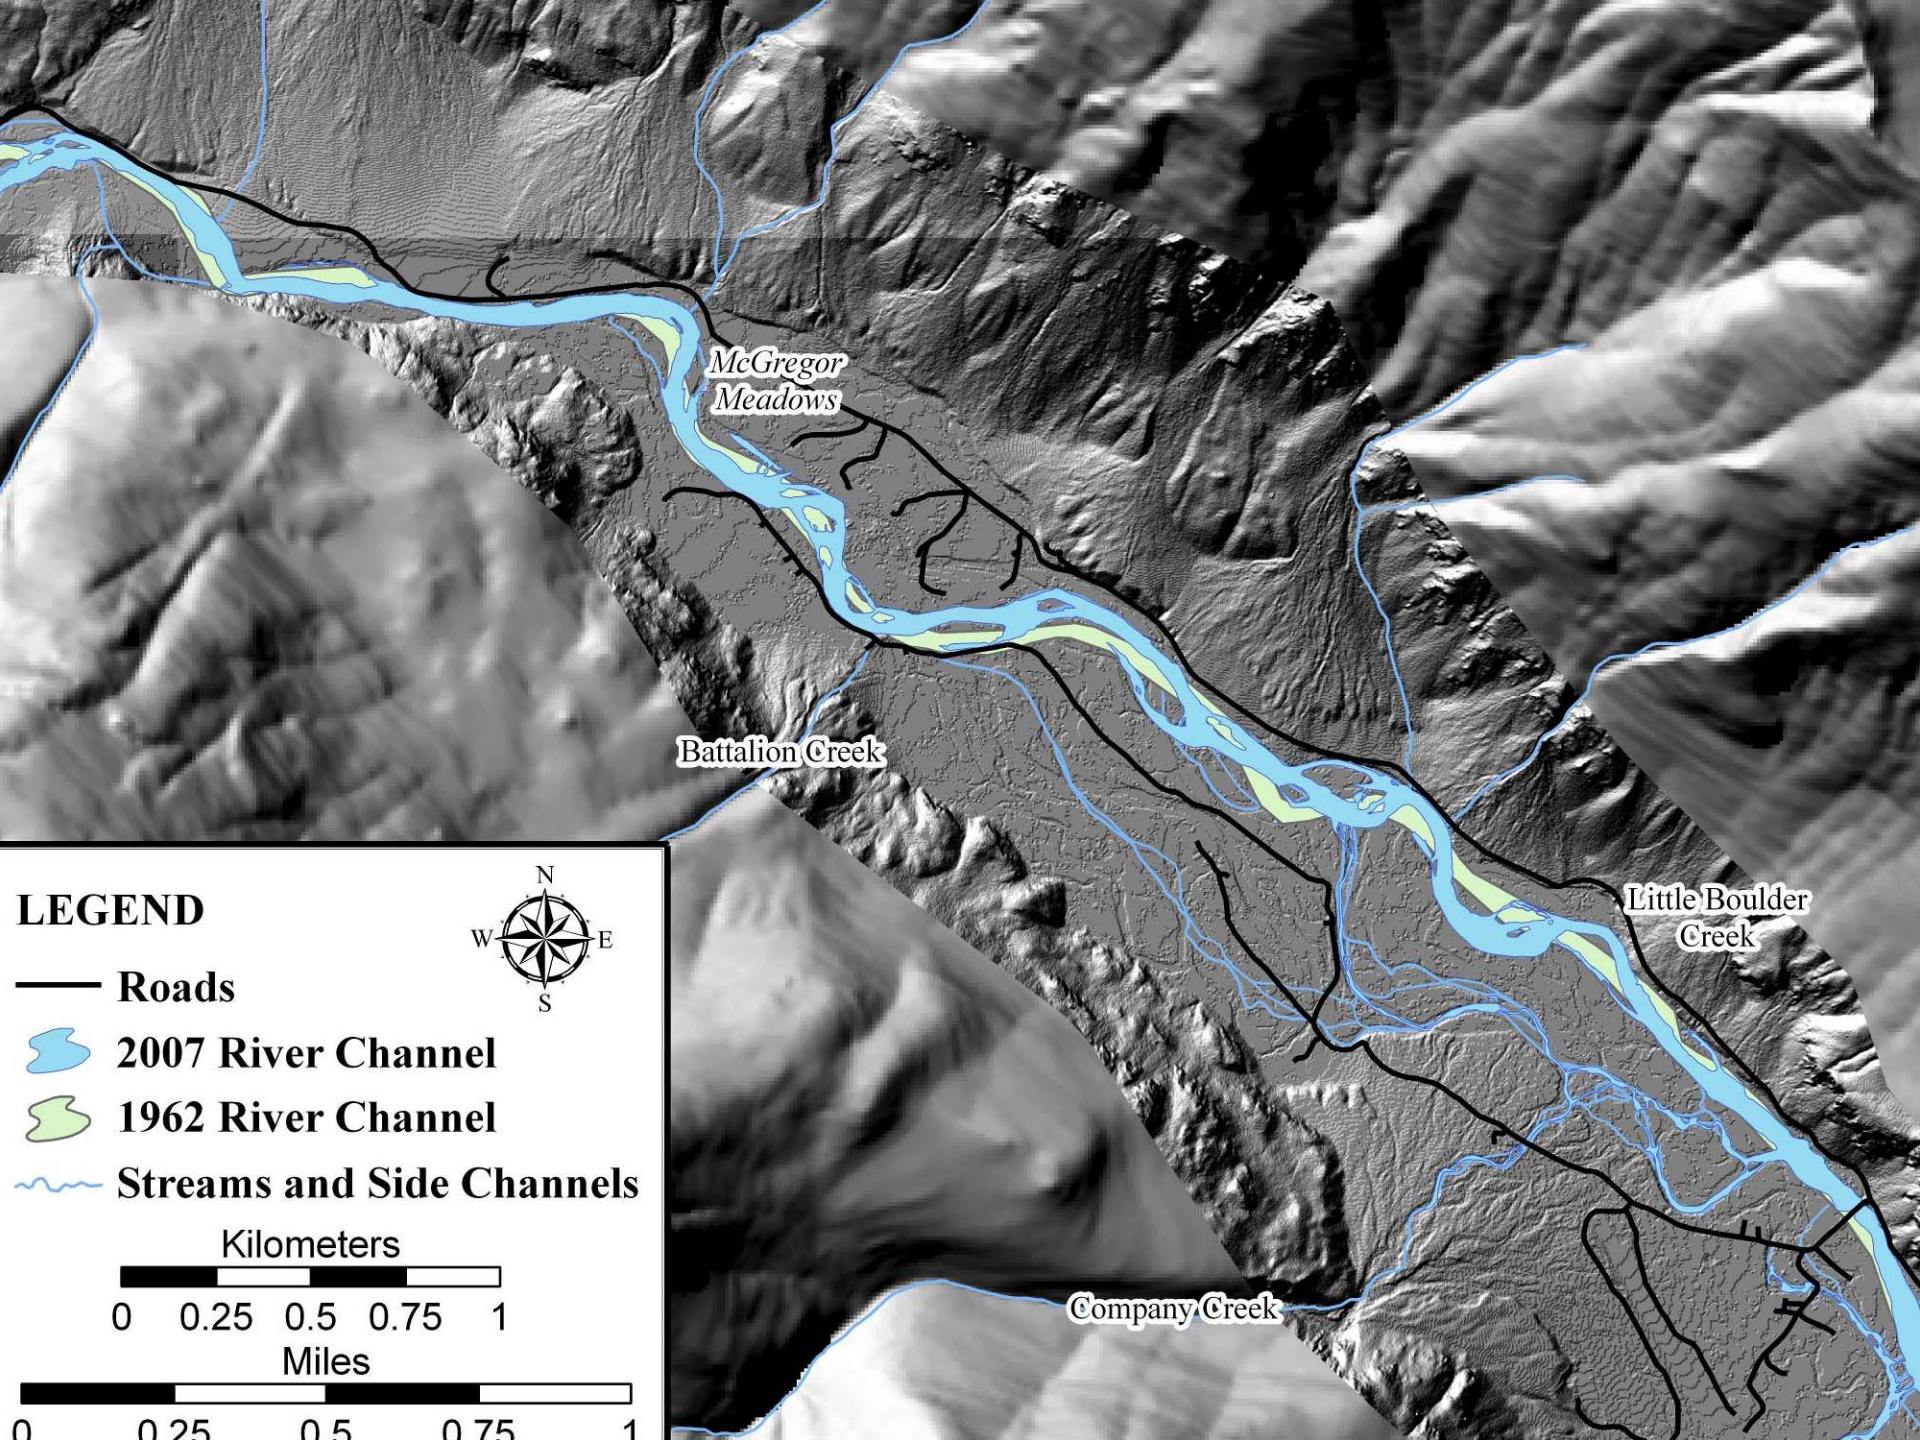 McGregor
Meadows
Battalion Creek
Little Boulder
Creek
Company Creek
LEGEND
N
W E
S
Roads
2007 River Channel
1962 River Channel
Streams and Side Channels
Kilometers
0 0.25 0.5 0.75 1
Miles
0 0.25 0.5 0.75 1